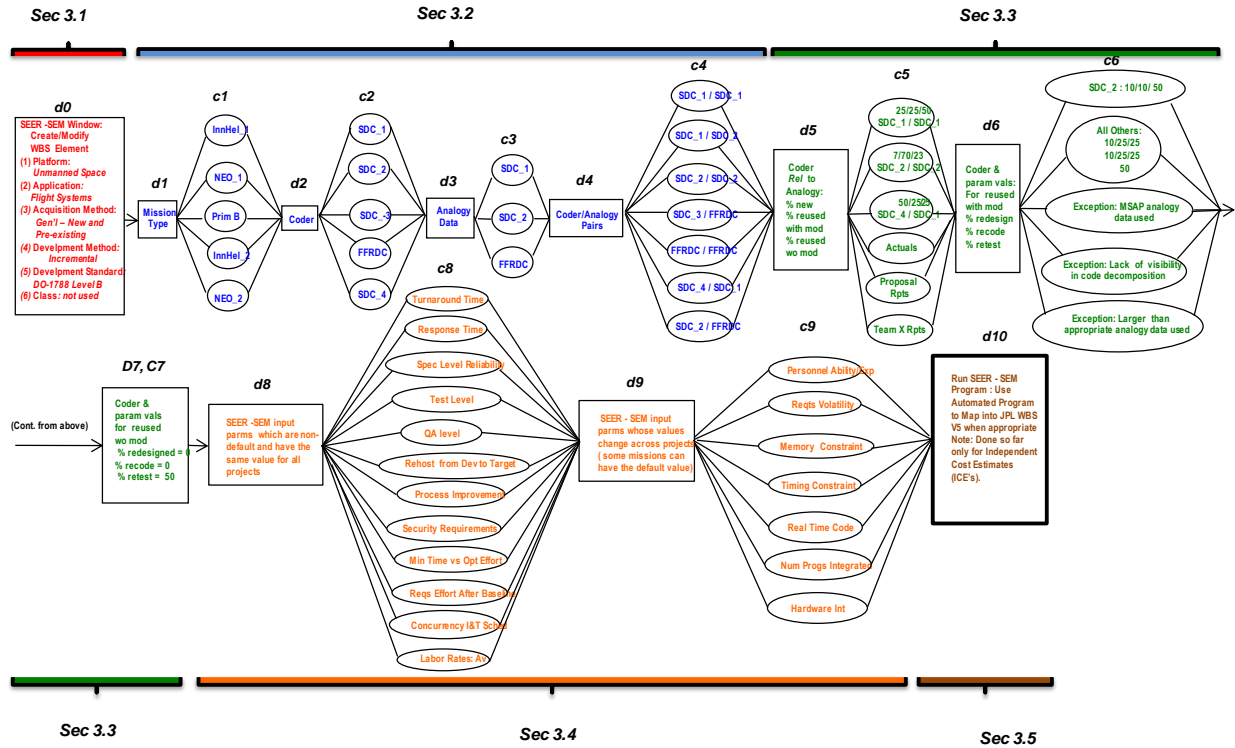 Sec 3.1
Sec 3.2
Sec 3.3
d0
SEER -SEM Window:
Create/Modify
WBS Element
(1) Platform:
Unmanned Space
(2) Application:
Flight Systems
(3) Acquisition Method:
Gen'l – New and
Pre-existing
(4) Develpment Method:
Incremental
(5) Develpment Standard:
DO-1788 Level B
(6) Class: not used
d1
Mission
Type
c1
InnHel_1
NEO_1
Prim B
InnHel_2
NEO_2
d2
Coder
c2
SDC_1
SDC_2
SDC_-3
FFRDC
SDC_4
d3
Analogy
Data
c3
SDC_1
SDC_2
FFRDC
d4
Coder/Analogy
Pairs
c4
SDC_1 / SDC_1
SDC_1 / SDC_2
SDC_2 / SDC_2
SDC_3 / FFRDC
FFRDC / FFRDC
SDC_4 / SDC_1
SDC_2 / FFRDC
d5
Coder
Rel to
Analogy:
% new
% reused
with mod
% reused
wo mod
c5
25/25/50
SDC_1 / SDC_1
7/70/23
SDC_2 / SDC_2
50/25/25
SDC_4 / SDC_1
Actuals
Proposal
Rpts
Team X Rpts
d6
Coder &
param vals:
For reused
with mod
% redesign
% recode
% retest
c6
SDC_2 : 10/10/ 50
All Others:
10/25/25
10/25/25
50
Exception: MSAP analogy
data used
Exception: Lack of visibility
in code decomposition
Exception: Larger than
appropriate analogy data used
(Cont. from above)
D7, C7
Coder &
param vals
for reused
wo mod
% redesigned = 0
% recode = 0
% retest = 50
d8
SEER -SEM input
parms which are non-
default and have the
same value for all
projects
c8
Turnaround Time
Response Time
Spec Level Reliability
Test Level
QA level
Rehost from Dev to Target
Process Improvement
Security Requirements
Min Time vs Opt Effort
Reqs Effort After Baseline
Concurrency I&T Sched
Labor Rates: Av
d9
SEER - SEM input
parms whose values
change across projects
( some missions can
have the default value)
c9
Personnel Ability/Exp
Reqts Volatility
Memory Constraint
Timing Constraint
Real Time Code
Num Progs Integrated
Hardware Int
d10
Run SEER - SEM
Program : Use
Automated Program
to Map into JPL WBS
V5 when appropriate
Note: Done so far
only for Independent
Cost Estimates
(ICE's).
Sec 3.3
Sec 3.4
Sec 3.5